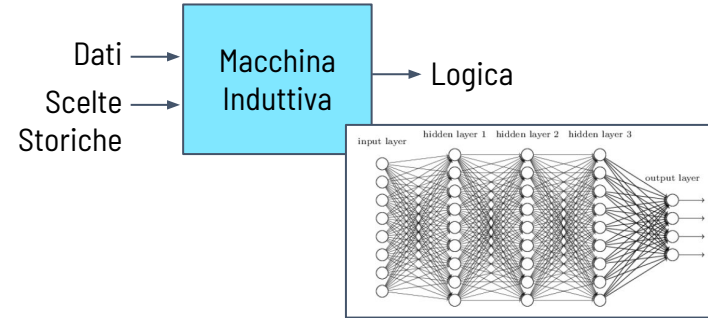 Dati
Scelte
Storiche
Macchina
Induttiva
Logica
input layer
hidden layer 1
hidden layer 2
hidden layer 3
output layer